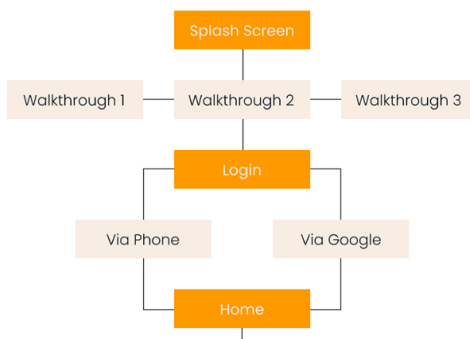 Splash Screen
Walkthrough 1
Walkthrough 2
Walkthrough 3
Login
Via Phone
Via Google
Home